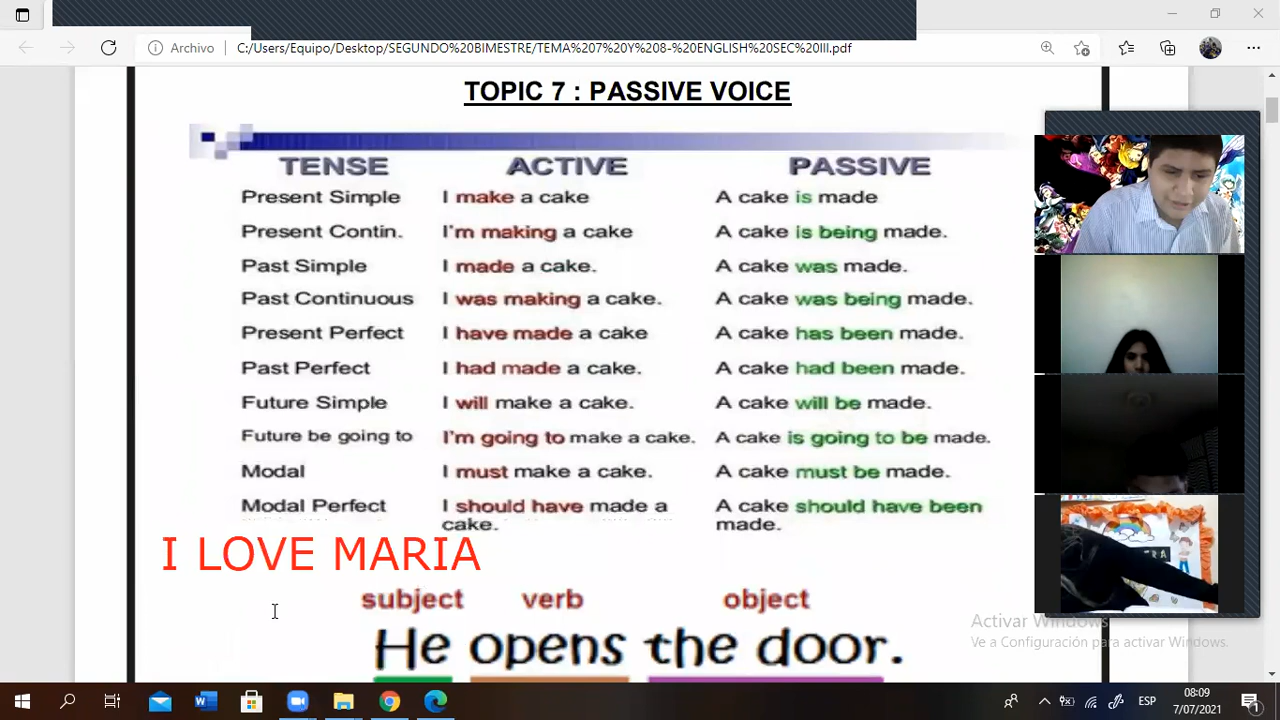 Archivo C:/Users/Equipo/Desktop/SEGUNDO%20BIMESTRE/TEMA%207%20Y%208-%20ENGLISH%20SEC%20III.pdf
TOPIC 7 : PASSIVE VOICE
TENSE ACTIVE PASSIVE
Present Simple I make a cake A cake is made
Present Contin. I'm making a cake A cake is being made.
Past Simple I made a cake. A cake was made.
Past Continuous I was making a cake. A cake was being made.
Present Perfect I have made a cake A cake has been made.
Past Perfect I had made a cake. A cake had been made.
Future Simple I will make a cake. A cake will be made.
Future be going to I'm going to make a cake. A cake is going to be made.
Modal I must make a cake. A cake must be made.
Modal Perfect I should have made a A cake should have been
cake. made.
I LOVE MARIA
subject verb object
He opens the door.
Activar Windows
Ve a Configuración para activar Windows.
ESP 08:09
7/07/2021 1